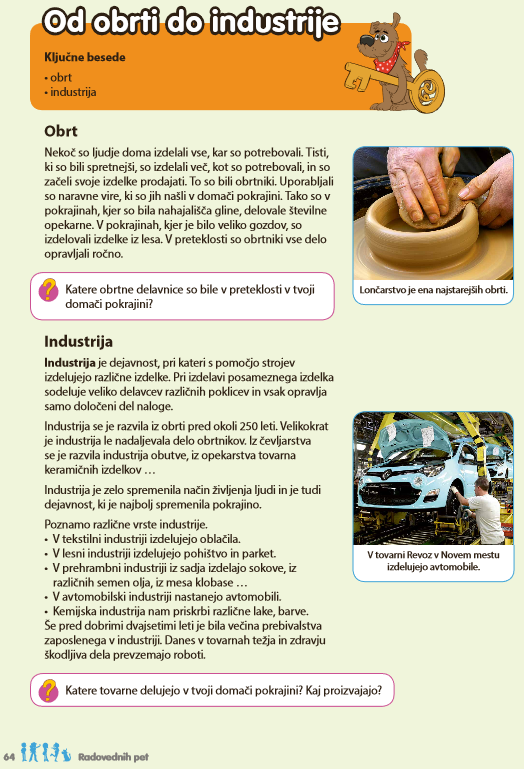 Od obrti do industrije
Ključne besede
• obrt
• industrija
Obrt
Nekoč so ljudje doma izdelali vse, kar so potrebovali. Tisti,
ki so bili spretnejši, so izdelali več, kot so potrebovali, in so
začeli svoje izdelke prodajati. To so bili obrtniki. Uporabljali
so naravne vire, ki so jih našli v domači pokrajini. Tako so v
pokrajinah, kjer so bila nahajališča gline, delovale številne
opekarne. V pokrajinah, kjer je bilo veliko gozdov, so
izdelovali izdelke iz lesa. V preteklosti so obrtniki vse delo
opravljali ročno.
Lončarstvo je ena najstarejših obrti.
? Katere obrtne delavnice so bile v preteklosti v tvoji
domači pokrajini?
Industrija
Industrija je dejavnost, pri kateri s pomočjo strojev
izdelujejo različne izdelke. Pri izdelavi posameznega izdelka
sodeluje veliko delavcev različnih poklicev in vsak opravlja
samo določeni del naloge.
Industrija se je razvila iz obrti pred okoli 250 leti. Velikokrat
je industrija le nadaljevala delo obrtnikov. Iz čevljarstva
se je razvila industrija obutve, iz opekarstva tovarna
keramičnih izdelkov …
Industrija je zelo spremenila način življenja ljudi in je tudi
dejavnost, ki je najbolj spremenila pokrajino.
Poznamo različne vrste industrije.
• V tekstilni industriji izdelujejo oblačila.
• V lesni industriji izdelujejo pohištvo in parket.
• V prehrambni industriji iz sadja izdelajo sokove, iz
različnih semen olja, iz mesa klobase …
• V avtomobilski industriji nastanejo avtomobili.
• Kemijska industrija nam priskrbi različne lake, barve.
Še pred dobrimi dvajsetimi leti je bila večina prebivalstva
zaposlenega v industriji. Danes v tovarnah težja in zdravju
škodljiva dela prevzemajo roboti.
V tovarni Revoz v Novem mestu
izdelujejo avtomobile.
? Katere tovarne delujejo v tvoji domači pokrajini? Kaj proizvajajo?
64 Radovednih pet